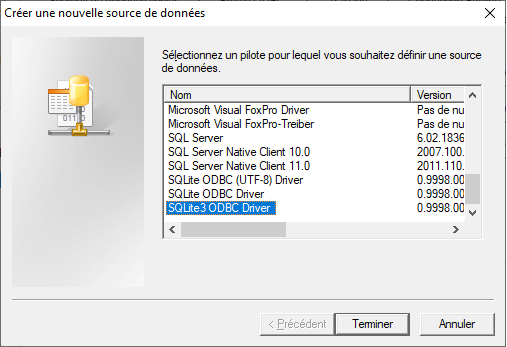 Créer une nouvelle source de données
Sélectionnez un pilote pour lequel vous souhaitez définir une source
de données.
Nom Version
Microsoft Visual FoxPro Driver Pas de nu
Microsoft Visual FoxPro-Treiber Pas de nu
SQL Server 6.02.1836
SQL Server Native Client 10.0 2007.100.
SQL Server Native Client 11.0 2011.110.
SQLite ODBC (UTF-8) Driver 0.9998.00
SQLite ODBC Driver 0.9998.00
SQLite3 ODBC Driver 0.9998.00
< Précédent Terminer Annuler